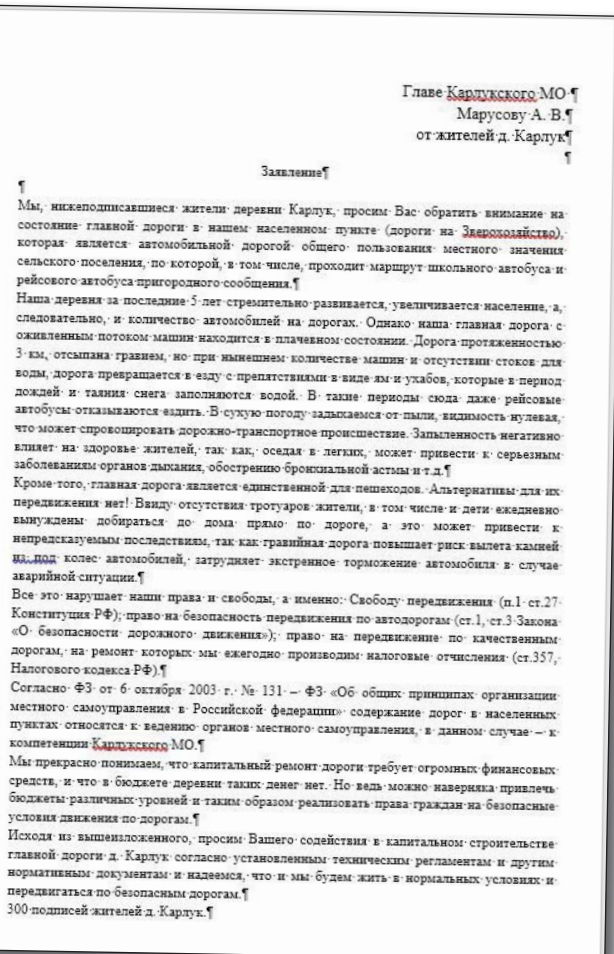 Главе Карлукского МО
Марусову А. В.
от жителей д. Карлук
Заявление
Мы, нижеподписавшиеся жители деревни Карлук, просим Вас обратить внимание на
состояние главной дороги в нашем населенном пункте (дороги на Зверохозяйство),
которая является автомобильной дорогой общего пользования местного значения
сельского поселения, по которой, в том числе, проходит маршрут школьного автобуса и
рейсового автобуса пригородного сообщения.
Наша деревня за последние 5 лет стремительно развивается, увеличивается население, а,
следовательно, и количество автомобилей на дорогах. Однако наша главная дорога с
оживленным потоком машин находится в плачевном состоянии. Дорога протяженностью
3 км, отсыпана гравием, но при нынешнем количестве машин и отсутствии стоков для
воды, дорога превращается в езду с препятствиями в виде ям и ухабов, которые в период
дождей и таяния снега заполняются водой. В такие периоды сюда даже рейсовые
автобусы отказываются ездить. В сухую погоду задыхаемся от пыли, видимость нулевая,
что может спровоцировать дорожно-транспортное происшествие. Запыленность негативно
влияет на здоровье жителей, так как, оседая в легких, может привести к серьезным
заболеваниям органов дыхания, обострению бронхиальной астмы и т.д.
Кроме того, главная дорога является единственной для пешеходов. Альтернативы для их
передвижения нет! Ввиду отсутствия тротуаров жители, в том числе и дети ежедневно
вынуждены добираться до дома прямо по дороге, а это может привести к
непредсказуемым последствиям, так как гравийная дорога повышает риск вылета камней
из под колес автомобилей, затрудняет экстренное торможение автомобиля в случае
аварийной ситуации.
Все это нарушает наши права и свободы, а именно: Свободу передвижения (п.1 ст.27
Конституция РФ); право на безопасность передвижения по автодорогам (ст.1, ст.3 Закона
«О безопасности дорожного движения»); право на передвижение по качественным
дорогам, на ремонт которых мы ежегодно производим налоговые отчисления (ст.357,
Налогового кодекса РФ).
Согласно ФЗ от 6 октября 2003 г. № 131 – ФЗ «Об общих принципах организации
местного самоуправления в Российской федерации» содержание дорог в населенных
пунктах относятся к ведению органов местного самоуправления, в данном случае – к
компетенции Карлукского МО.
Мы прекрасно понимаем, что капитальный ремонт дороги требует огромных финансовых
средств, и что в бюджете деревни таких денег нет. Но ведь можно наверняка привлечь
бюджеты различных уровней и таким образом реализовать права граждан на безопасные
условия движения по дорогам.
Исходя из вышеизложенного, просим Вашего содействия в капитальном строительстве
главной дороги д. Карлук согласно установленным техническим регламентам и другим
нормативным документам и надеемся, что и мы будем жить в нормальных условиях и
передвигаться по безопасным дорогам.
300 подписей жителей д. Карлук.